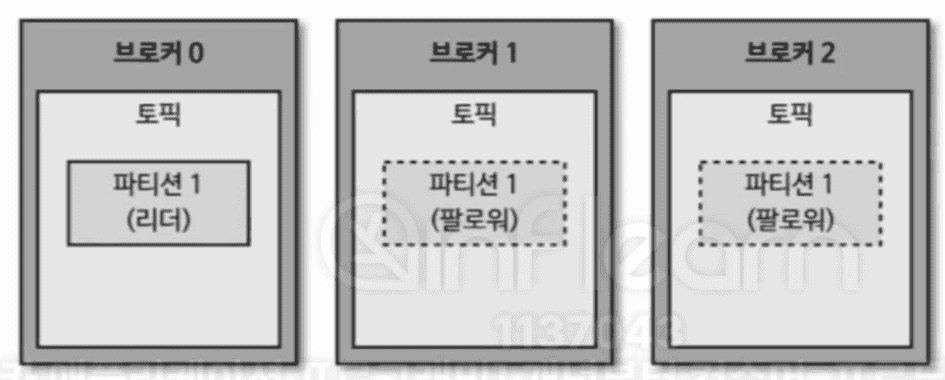 브로커 0
토픽
파티션 1
(리더)
브로커 1
토픽
파티션 1
(팔로워)
브로커 2
토픽
파티션 1
(팔로워)
inflearn
1137043